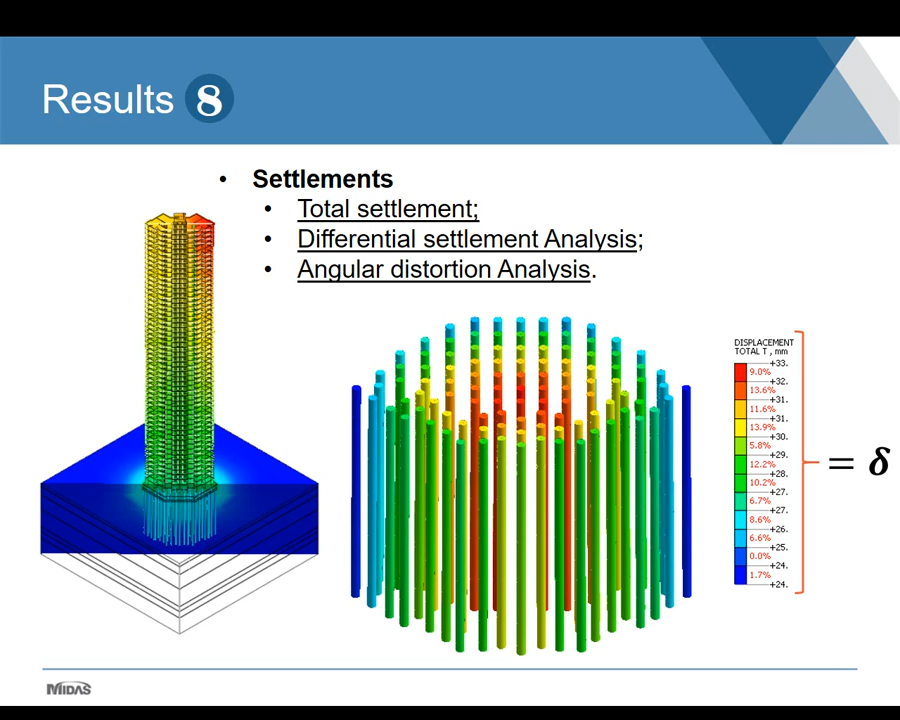 Results 8
• Settlements
• Total settlement;
• Differential settlement Analysis;
• Angular distortion Analysis.
DISPLACEMENT
TOTAL T , mm
+33.
9.0%
+32.
13.6%
+31.
11.6%
+31.
13.9%
+30.
5.8%
+29.
12.2%
+28.
10.2%
+27.
6.7%
+27.
8.6%
+26.
6.6%
+25.
0.0%
+24.
1.7%
+24.
= δ
MIDAS